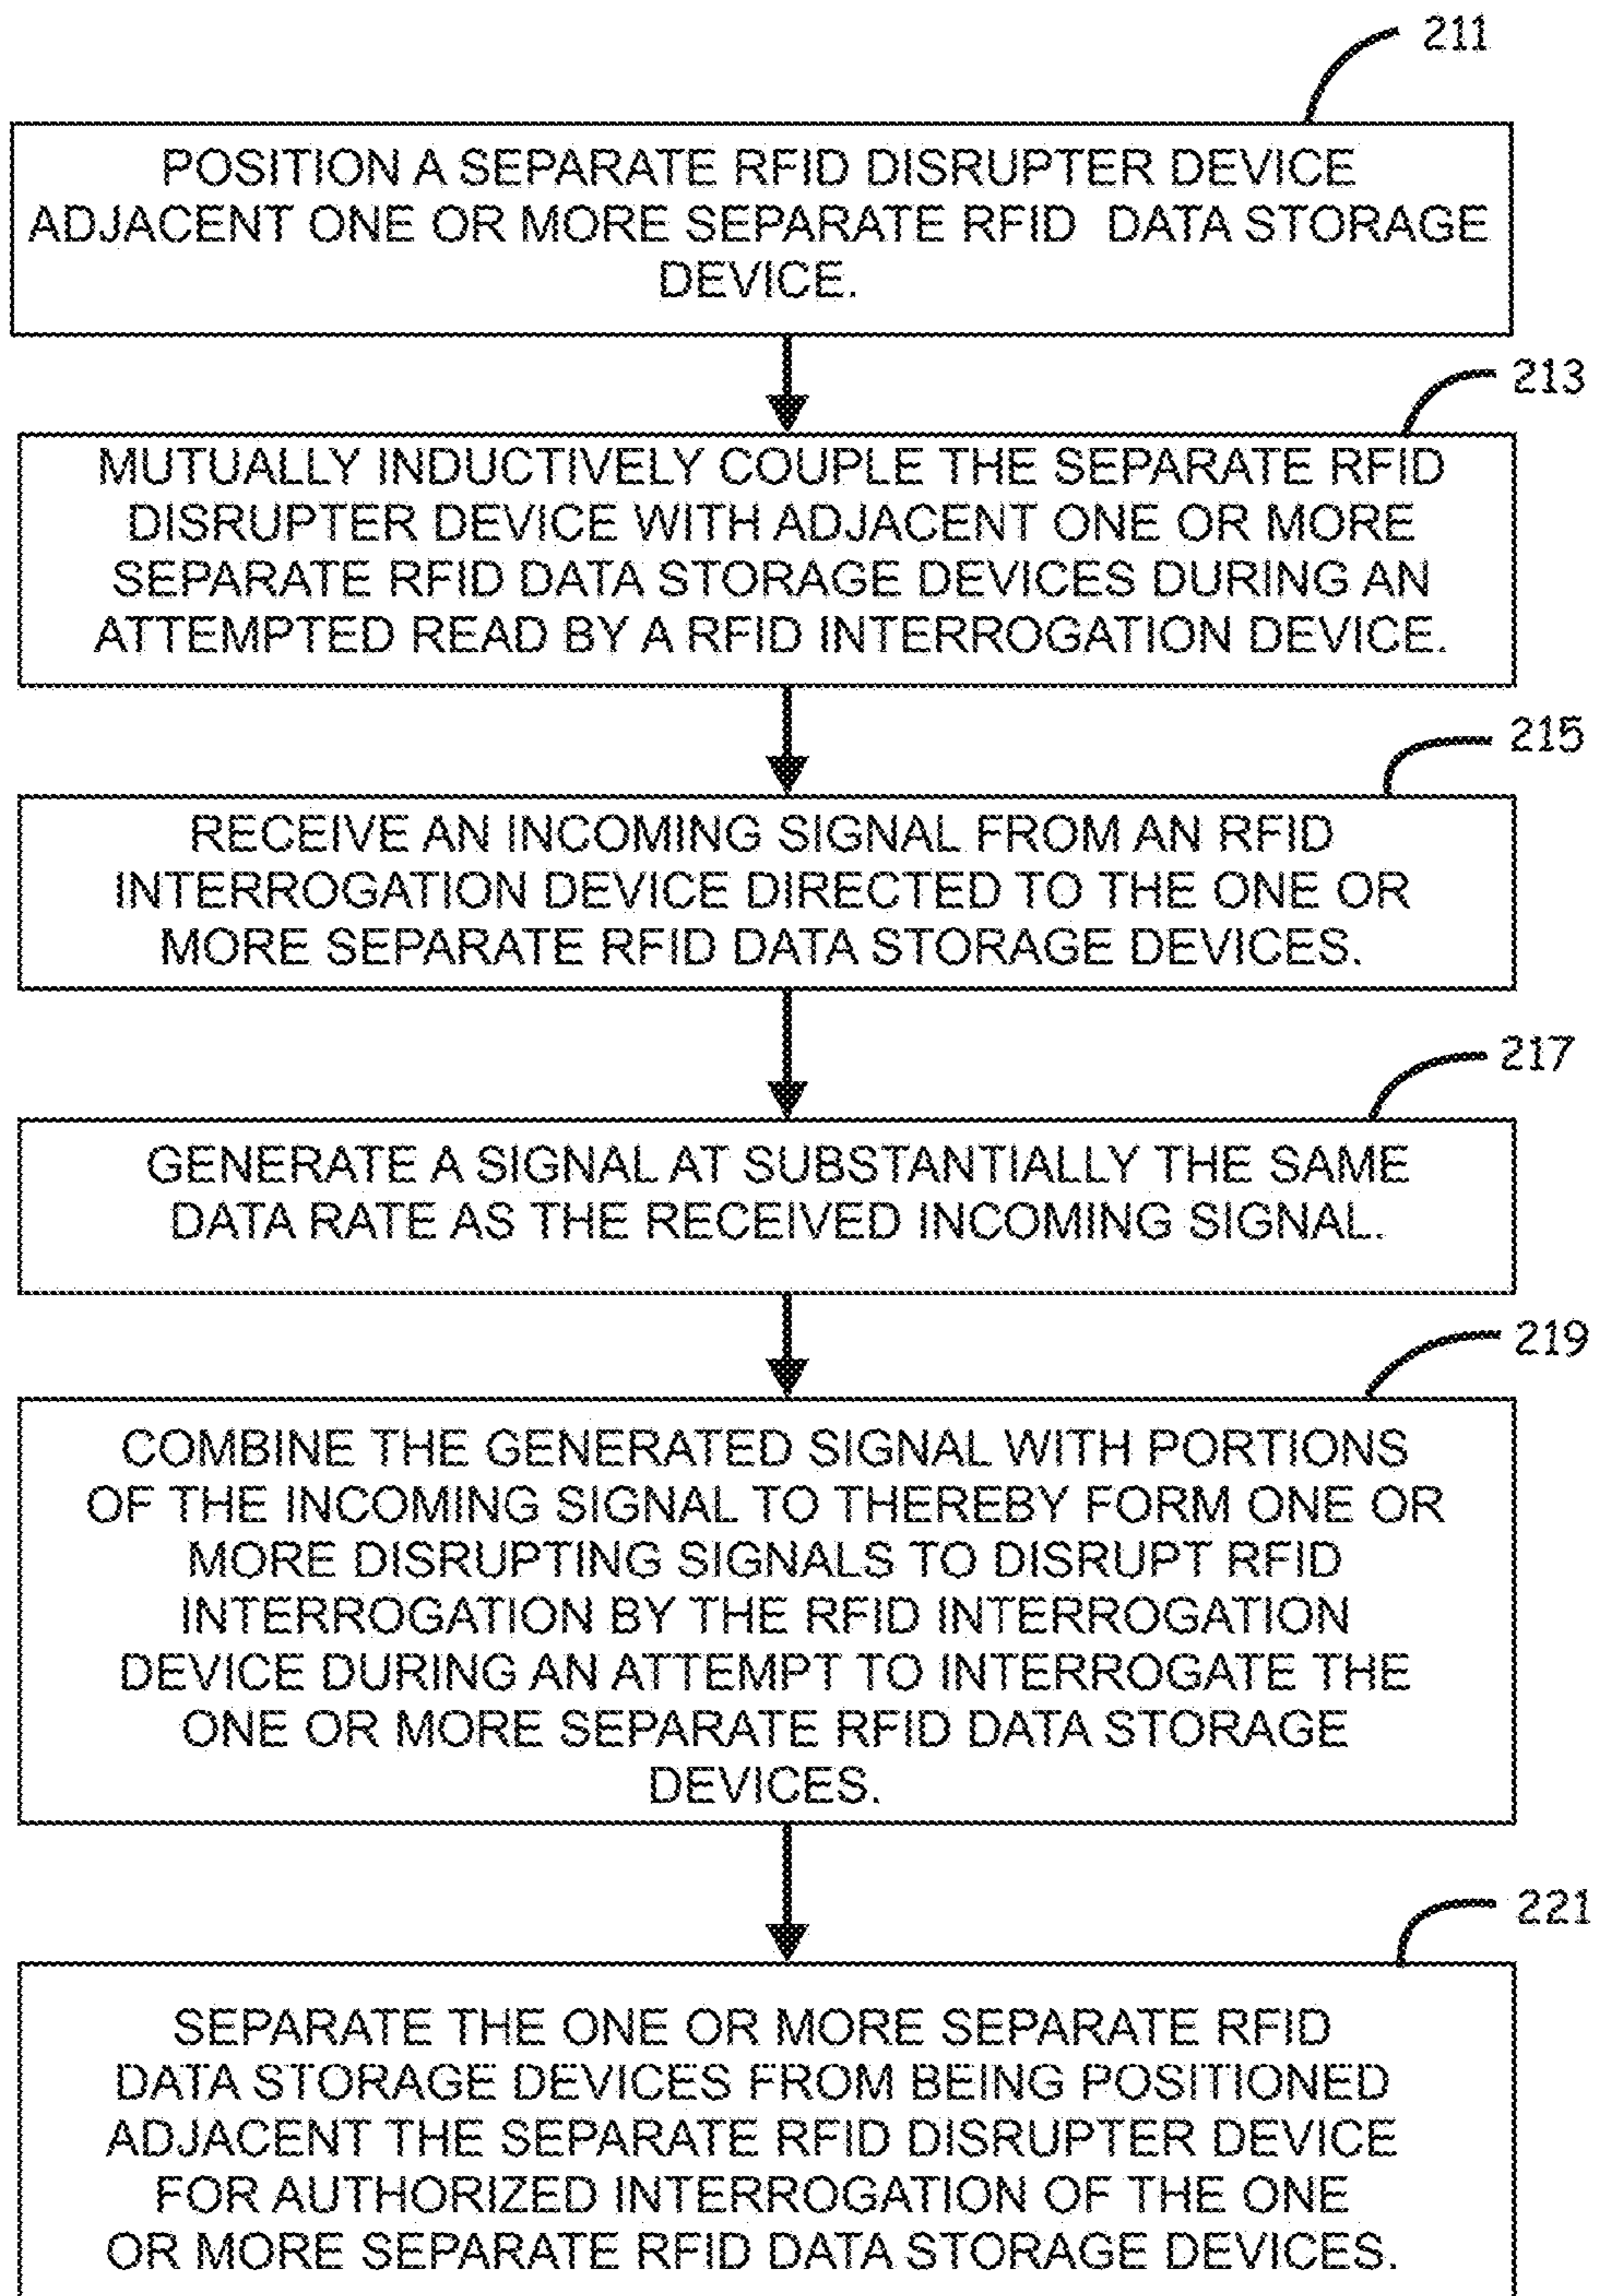 211
POSITION A SEPARATE RFID DISRUPTER DEVICE
ADJACENT ONE OR MORE SEPARATE RFID DATA STORAGE
DEVICE.
213
MUTUALLY INDUCTIVELY COUPLE THE SEPARATE RFID
DISRUPTER DEVICE WITH ADJACENT ONE OR MORE
SEPARATE RFID DATA STORAGE DEVICES DURING AN
ATTEMPTED READ BY A RFID INTERROGATION DEVICE.
215
RECEIVE AN INCOMING SIGNAL FROM AN RFID
INTERROGATION DEVICE DIRECTED TO THE ONE OR
MORE SEPARATE RFID DATA STORAGE DEVICES.
217
GENERATE A SIGNAL AT SUBSTANTIALLY THE SAME
DATA RATE AS THE RECEIVED INCOMING SIGNAL.
219
COMBINE THE GENERATED SIGNAL WITH PORTIONS
OF THE INCOMING SIGNAL TO THEREBY FORM ONE OR
MORE DISRUPTING SIGNALS TO DISRUPT RFID
INTERROGATION BY THE RFID INTERROGATION
DEVICE DURING AN ATTEMPT TO INTERROGATE THE
ONE OR MORE SEPARATE RFID DATA STORAGE
DEVICES.
221
SEPARATE THE ONE OR MORE SEPARATE RFID
DATA STORAGE DEVICES FROM BEING POSITIONED
ADJACENT THE SEPARATE RFID DISRUPTER DEVICE
FOR AUTHORIZED INTERROGATION OF THE ONE
OR MORE SEPARATE RFID DATA STORAGE DEVICES.